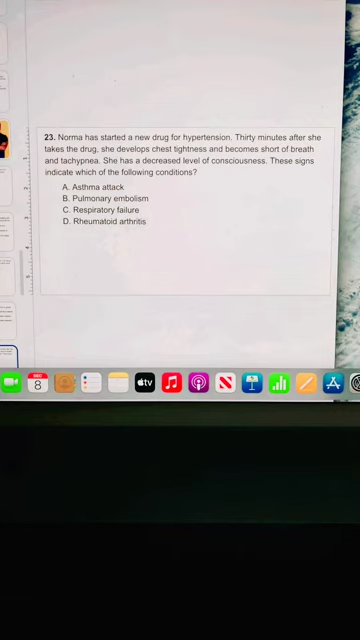 23. Norma has started a new drug for hypertension. Thirty minutes after she
takes the drug, she develops chest tightness and becomes short of breath
and tachypnea. She has a decreased level of consciousness. These signs
indicate which of the following conditions?
A. Asthma attack
B. Pulmonary embolism
C. Respiratory failure
D. Rheumatoid arthritis
DEC
8
tv